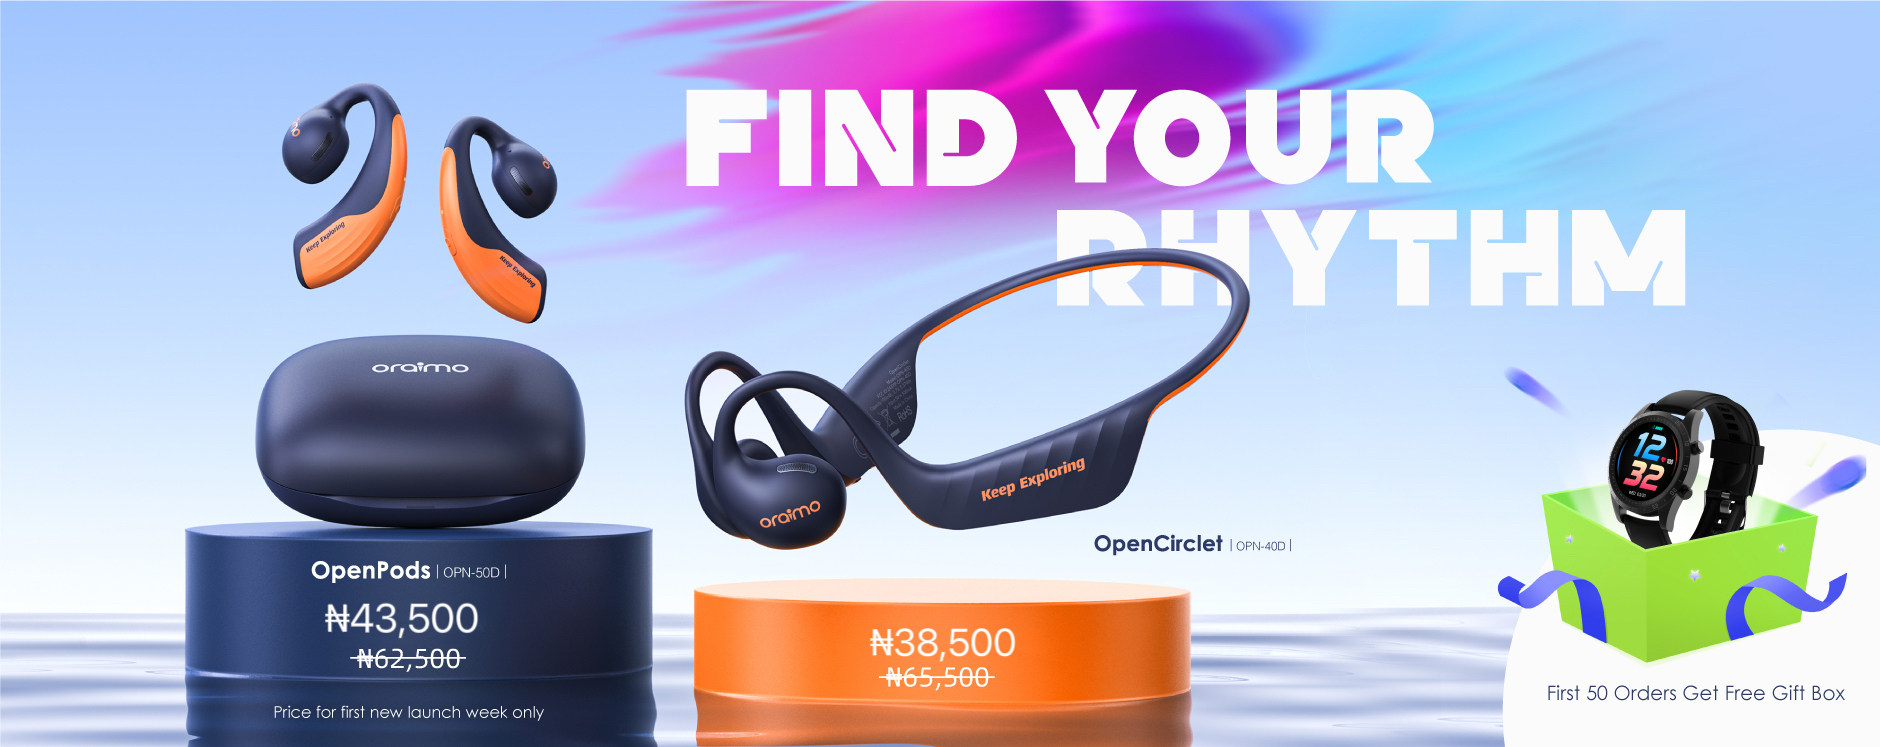 FIND YOUR
RHYTHM
Keep Exploring
Keep Exploring
oraimo
OpenPods | OPN-50D |
₦43,500
₦62,500
Price for first new launch week only
RoHS
Keep Exploring
oraimo
OpenCirclet | OPN-40D |
₦38,500
₦65,500
12
32
First 50 Orders Get Free Gift Box